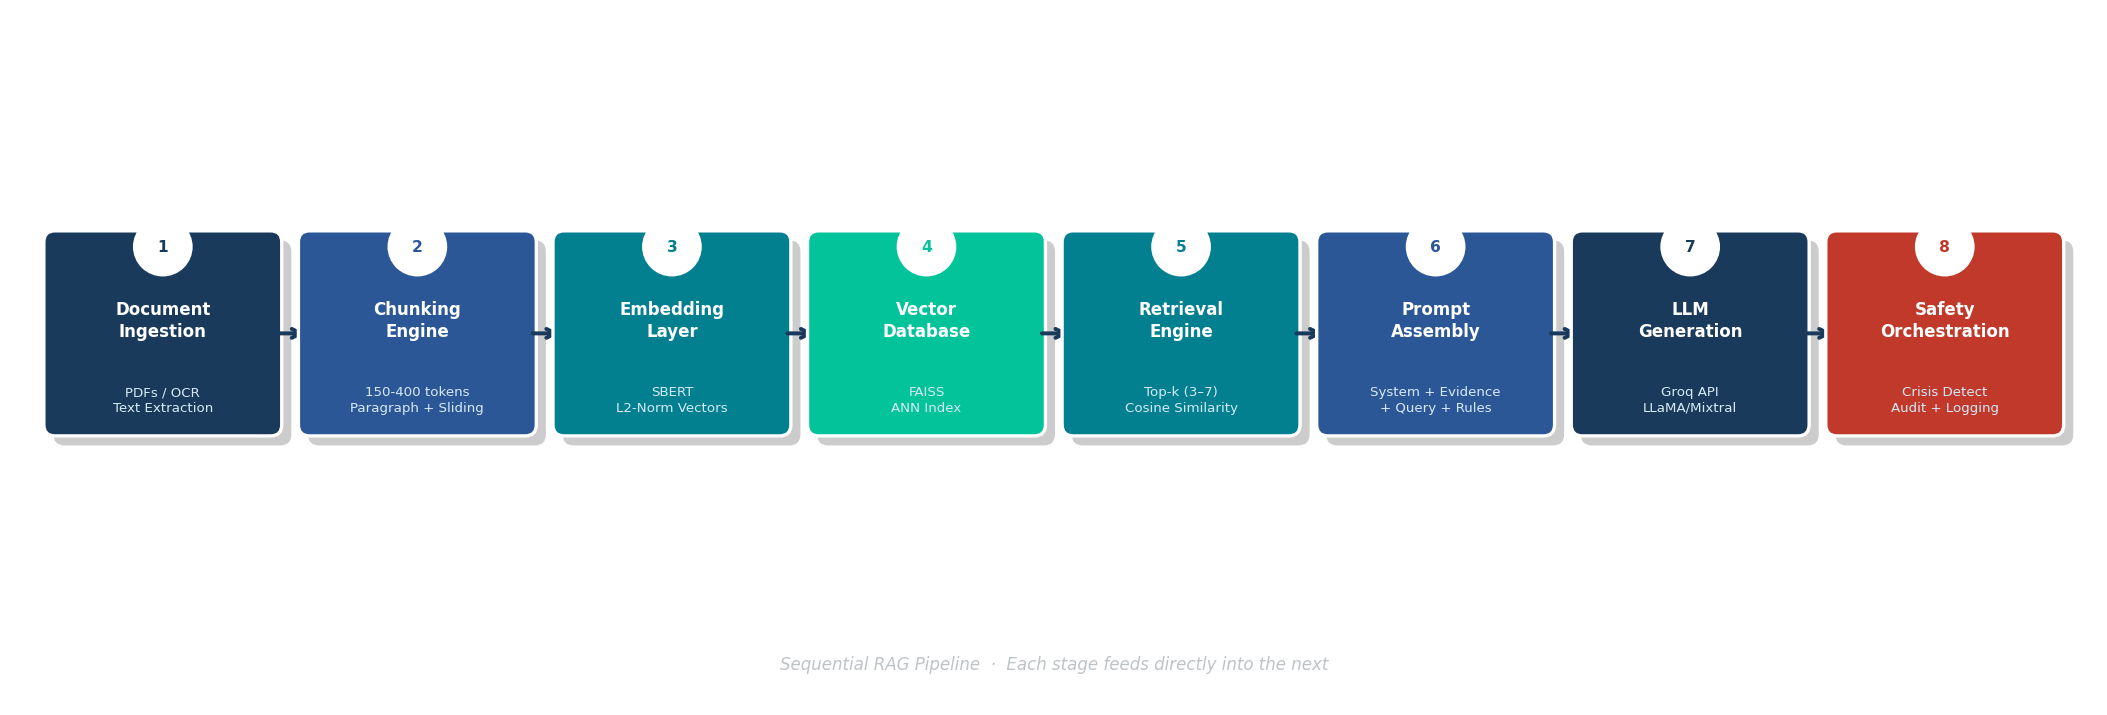 1
Document
Ingestion
PDFs / OCR
Text Extraction
2
Chunking
Engine
150-400 tokens
Paragraph + Sliding
3
Embedding
Layer
SBERT
L2-Norm Vectors
4
Vector
Database
FAISS
ANN Index
5
Retrieval
Engine
Top-k (3–7)
Cosine Similarity
6
Prompt
Assembly
System + Evidence
+ Query + Rules
7
LLM
Generation
Groq API
LLaMA/Mixtral
8
Safety
Orchestration
Crisis Detect
Audit + Logging
Sequential RAG Pipeline · Each stage feeds directly into the next